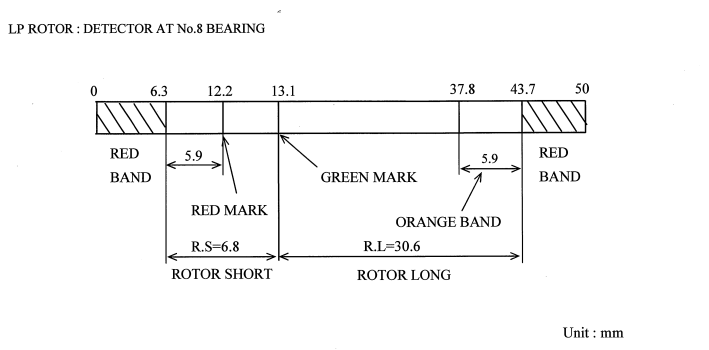 LP ROTOR : DETECTOR AT No.8 BEARING
0 6.3 12.2 13.1 37.8 43.7 50
RED BAND
5.9
RED MARK
GREEN MARK
5.9
ORANGE BAND
RED BAND
R.S=6.8
ROTOR SHORT
R.L=30.6
ROTOR LONG
Unit : mm